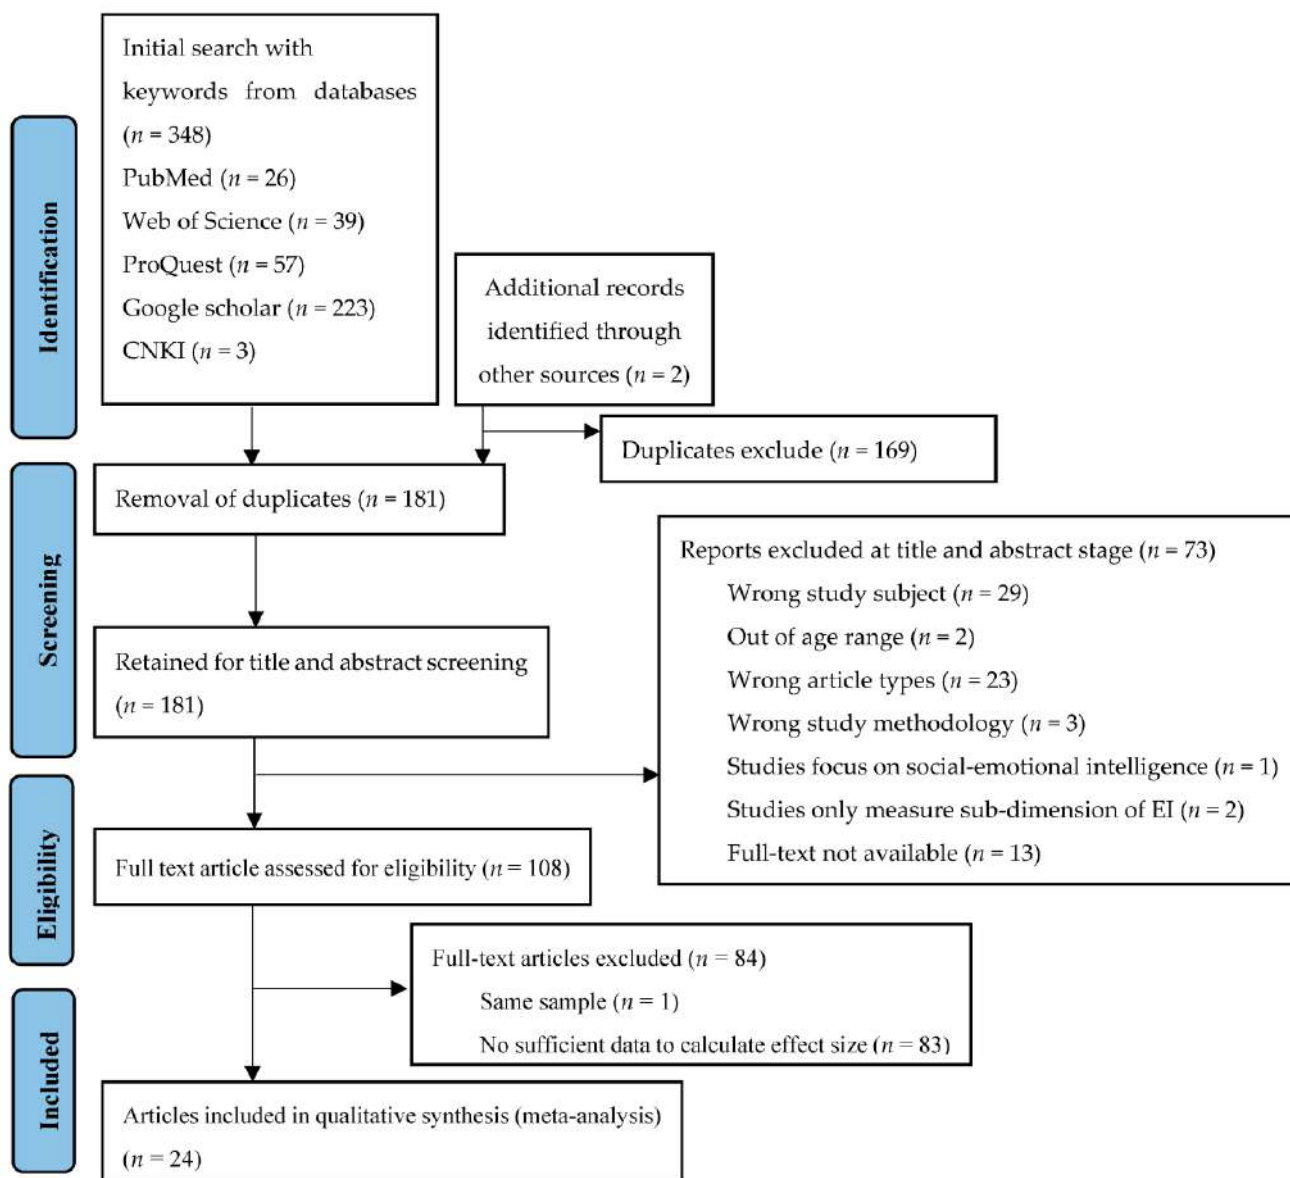 Initial search with
keywords from databases
(n = 348)
PubMed (n = 26)
Web of Science (n = 39)
ProQuest (n = 57)
Google scholar (n = 223)
CNKI (n = 3)
Identification
Additional records
identified through
other sources (n = 2)
Duplicates exclude (n = 169)
Removal of duplicates (n = 181)
Screening
Retained for title and abstract screening
(n = 181)
Reports excluded at title and abstract stage (n = 73)
Wrong study subject (n = 29)
Out of age range (n = 2)
Wrong article types (n = 23)
Wrong study methodology (n = 3)
Studies focus on social-emotional intelligence (n = 1)
Studies only measure sub-dimension of EI (n = 2)
Full-text not available (n = 13)
Eligibility
Full text article assessed for eligibility (n = 108)
Full-text articles excluded (n = 84)
Same sample (n = 1)
No sufficient data to calculate effect size (n = 83)
Included
Articles included in qualitative synthesis (meta-analysis)
(n = 24)